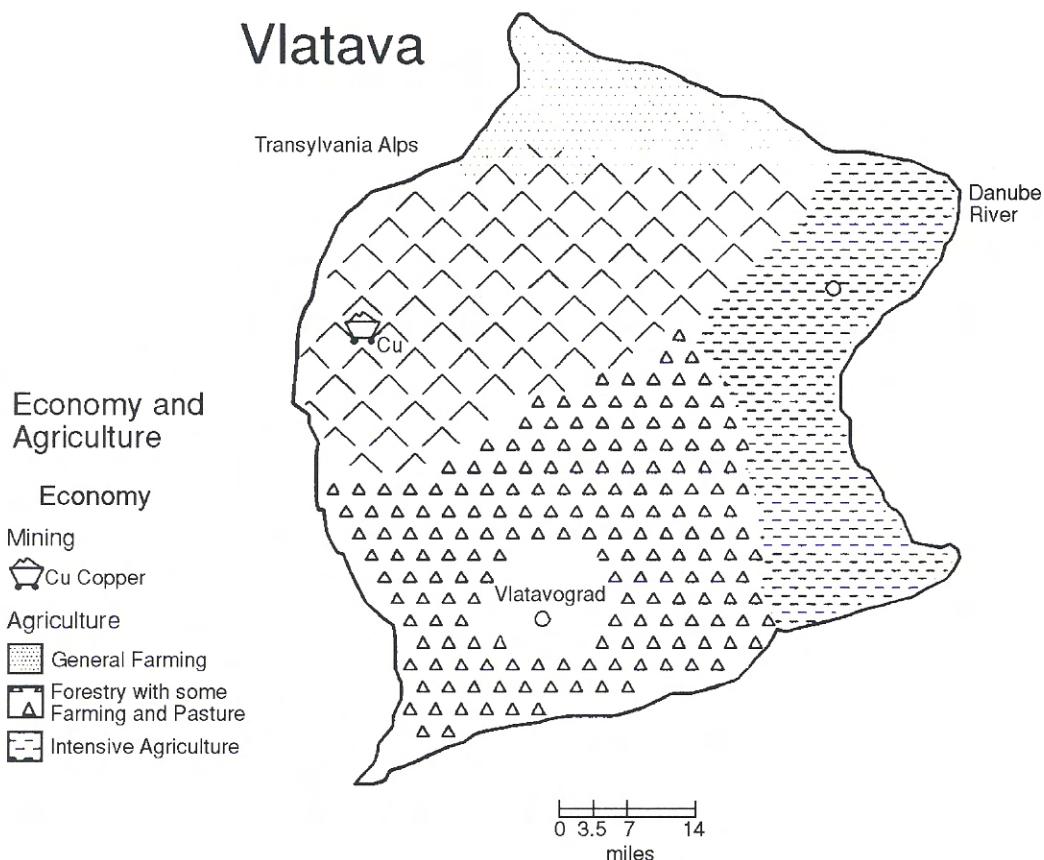 Vlatava
Transylvania Alps
Danube
River
Cu
Economy and
Agriculture
Economy
Mining
Cu Copper
Agriculture
General Farming
Forestry with some
Farming and Pasture
Intensive Agriculture
Vlatavograd
0 3.5 7 14
miles